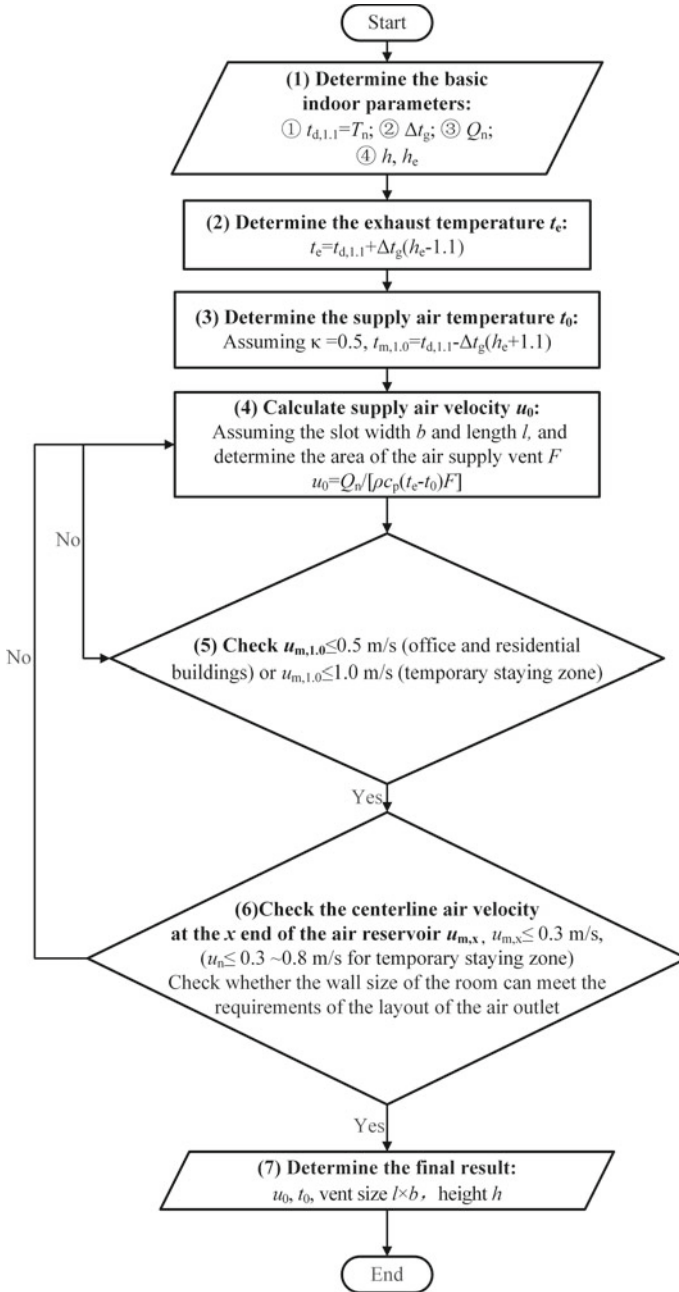 Start
(1) Determine the basic
indoor parameters:
① t_d,1.1=T_n; ② Δt_g; ③ Q_n;
④ h, h_e
(2) Determine the exhaust temperature t_e:
t_e=t_d,1.1+Δt_g(h_e-1.1)
(3) Determine the supply air temperature t_0:
Assuming κ =0.5, t_m,1.0=t_d,1.1-Δt_g(h_e+1.1)
(4) Calculate supply air velocity u_0:
Assuming the slot width b and length l, and
determine the area of the air supply vent F
u_0=Q_n/[ρc_p(t_e-t_0)F]
No
(5) Check u_m,1.0≤0.5 m/s (office and residential
buildings) or u_m,1.0≤1.0 m/s (temporary staying zone)
No
Yes
(6)Check the centerline air velocity
at the x end of the air reservoir u_m,x, u_m,x≤ 0.3 m/s,
(u_n≤ 0.3 ~0.8 m/s for temporary staying zone)
Check whether the wall size of the room can meet the
requirements of the layout of the air outlet
Yes
(7) Determine the final result:
u_0, t_0, vent size l×b，height h
End